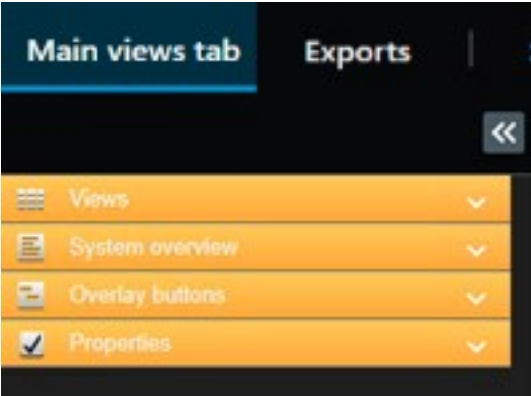 Main views tab Exports
Views
System overview
Overlay buttons
Properties